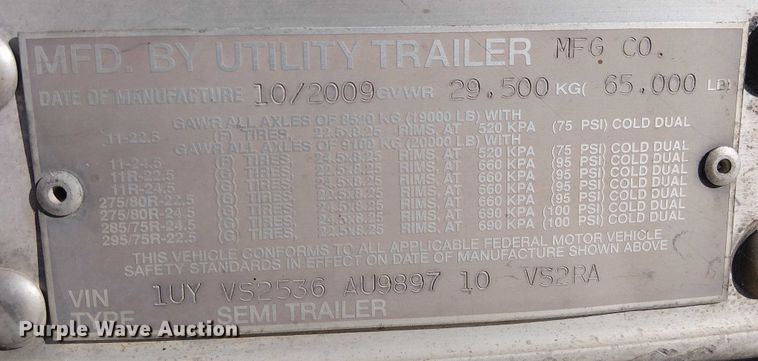 MFD. BY UTILITY TRAILER MFG CO.
DATE OF MANUFACTURE 10/2009 GVWR 29.500 KG( 65.000 LB)
GAWR ALL AXLES OF 8620 KG (19000 LB) WITH
11-22.5 (F) TIRES, 22.5x8.25 RIMS, AT 520 KPA (75 PSI) COLD DUAL
GAWR ALL AXLES OF 9100 KG (20000 LB) WITH
11-24.5 TIRES, 24.5x8.25 RIMS, AT 520 KPA (75 PSI) COLD DUAL
11R-22.5 TIRES, 22.5x8.25 RIMS, AT 660 KPA (95 PSI) COLD DUAL
11R-24.5 TIRES, 24.5x8.25 RIMS, AT 660 KPA (95 PSI) COLD DUAL
275/80R-22.5 TIRES, 22.5x8.25 RIMS, AT 660 KPA (95 PSI) COLD DUAL
275/80R-24.5 TIRES, 24.5x8.25 RIMS, AT 660 KPA (95 PSI) COLD DUAL
285/75R-24.5 TIRES, 24.5x8.25 RIMS, AT 690 KPA (100 PSI) COLD DUAL
295/75R-22.5 TIRES, 22.5x8.25 RIMS, AT 690 KPA (100 PSI) COLD DUAL
THIS VEHICLE CONFORMS TO ALL APPLICABLE FEDERAL MOTOR VEHICLE
SAFETY STANDARDS IN EFFECT ON DATE OF MANUFACTURE SHOWN ABOVE
VIN 1UY VS2536 AU9897 10 VS2RA
TYPE SEMI TRAILER
Purple Wave Auction